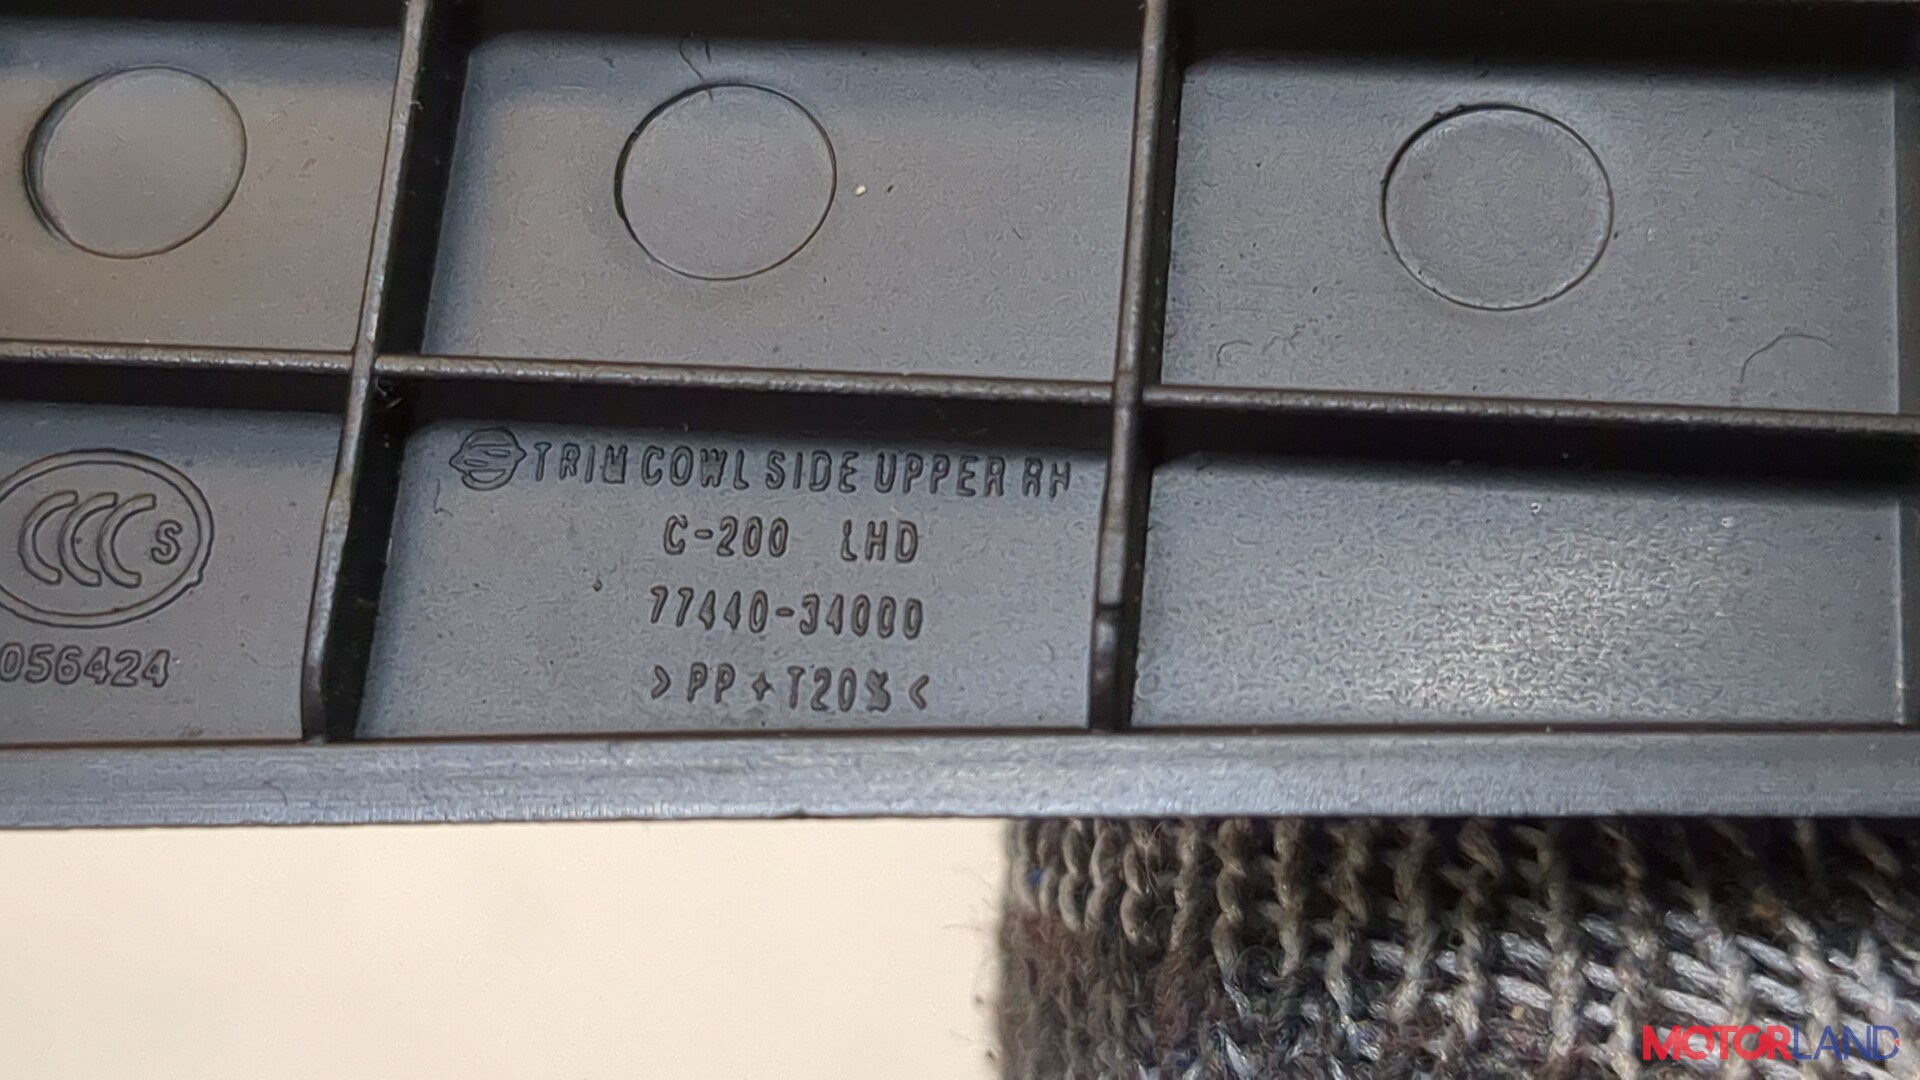 TRIM COWL SIDE UPPER RH
C-200 LHD
77440-34000
>PP+T20%<
CCC S
056424
MOTORLAND